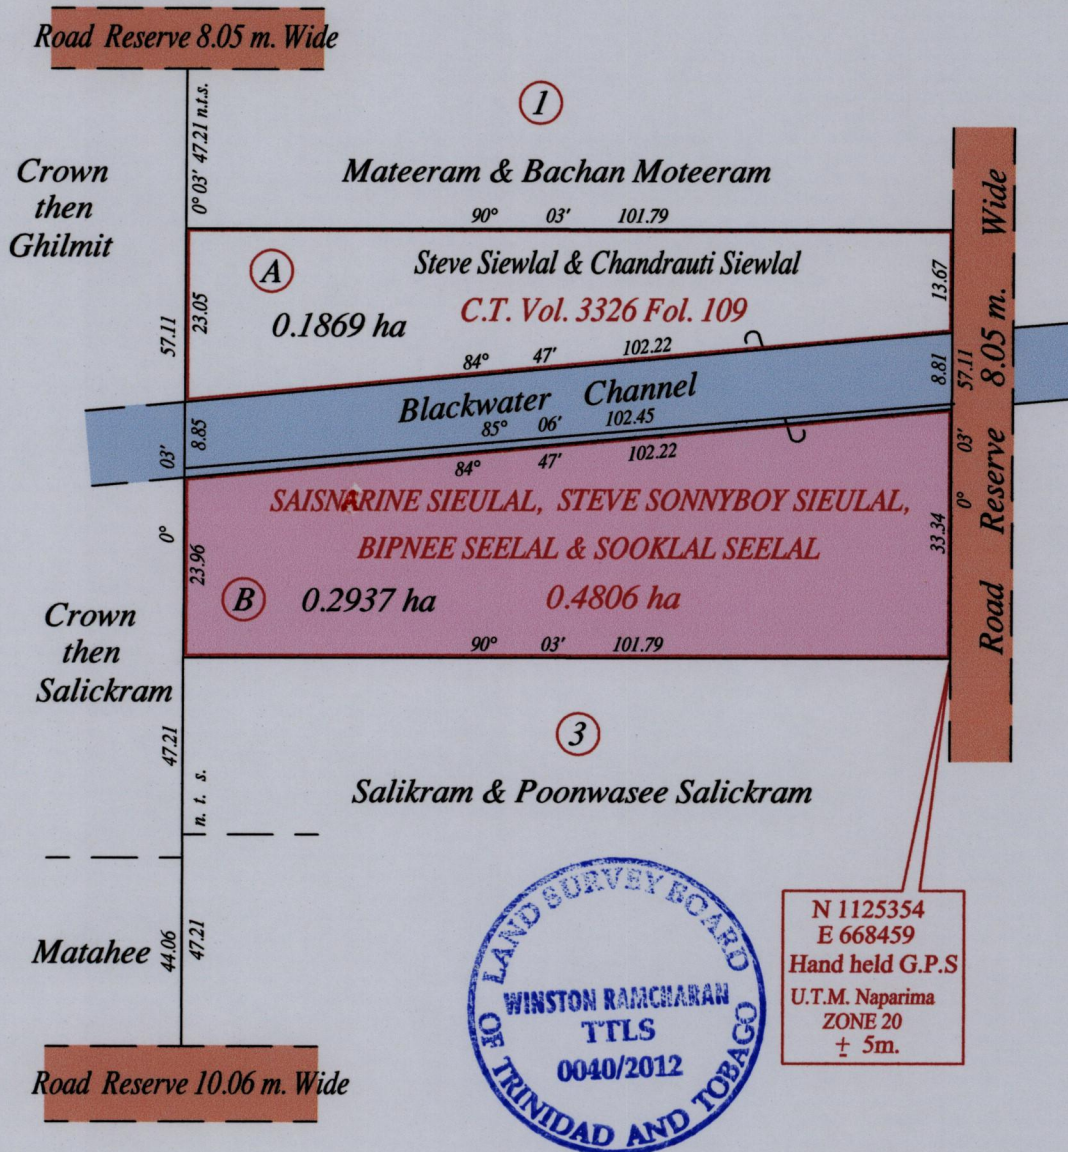 Road Reserve 8.05 m. Wide
0° 03' 47.21 n.t.s.
1
Crown
then
Ghilmit
Mateeram & Bachan Moteeram
90° 03' 101.79
A
Steve Siewlal & Chandrauti Siewlal
C.T. Vol. 3326 Fol. 109
0.1869 ha
23.05
13.67
57.11
84° 47' 102.22
Blackwater Channel
85° 06' 102.45
84° 47' 102.22
8.85
8.81
0° 03' 57.11
Road Reserve 8.05 m. Wide
0° 03'
SAISNARINE SIEULAL, STEVE SONNYBOY SIEULAL,
BIPNEE SEELAL & SOOKLAL SEELAL
B
0.2937 ha
0.4806 ha
23.96
33.34
90° 03' 101.79
Crown
then
Salickram
47.21
n. t. s.
3
Salikram & Poonwasee Salickram
Matahee
44.06
47.21
Road Reserve 10.06 m. Wide
LAND SURVEY BOARD
OF TRINIDAD AND TOBAGO
WINSTON RAMCHARAN
TTLS
0040/2012
N 1125354
E 668459
Hand held G.P.S
U.T.M. Naparima
ZONE 20
± 5m.